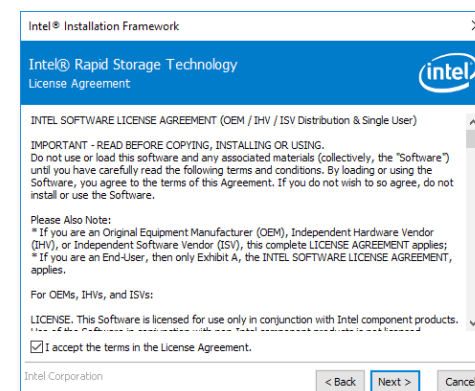 Intel® Installation Framework
Intel® Rapid Storage Technology
License Agreement
intel
INTEL SOFTWARE LICENSE AGREEMENT (OEM / IHV / ISV Distribution & Single User)
IMPORTANT - READ BEFORE COPYING, INSTALLING OR USING.
Do not use or load this software and any associated materials (collectively, the "Software")
until you have carefully read the following terms and conditions. By loading or using the
Software, you agree to the terms of this Agreement. If you do not wish to so agree, do not
install or use the Software.
Please Also Note:
* If you are an Original Equipment Manufacturer (OEM), Independent Hardware Vendor
(IHV), or Independent Software Vendor (ISV), this complete LICENSE AGREEMENT applies;
* If you are an End-User, then only Exhibit A, the INTEL SOFTWARE LICENSE AGREEMENT,
applies.
For OEMs, IHVs, and ISVs:
LICENSE. This Software is licensed for use only in conjunction with Intel component products.
I accept the terms in the License Agreement.
Intel Corporation
< Back
Next >
Cancel